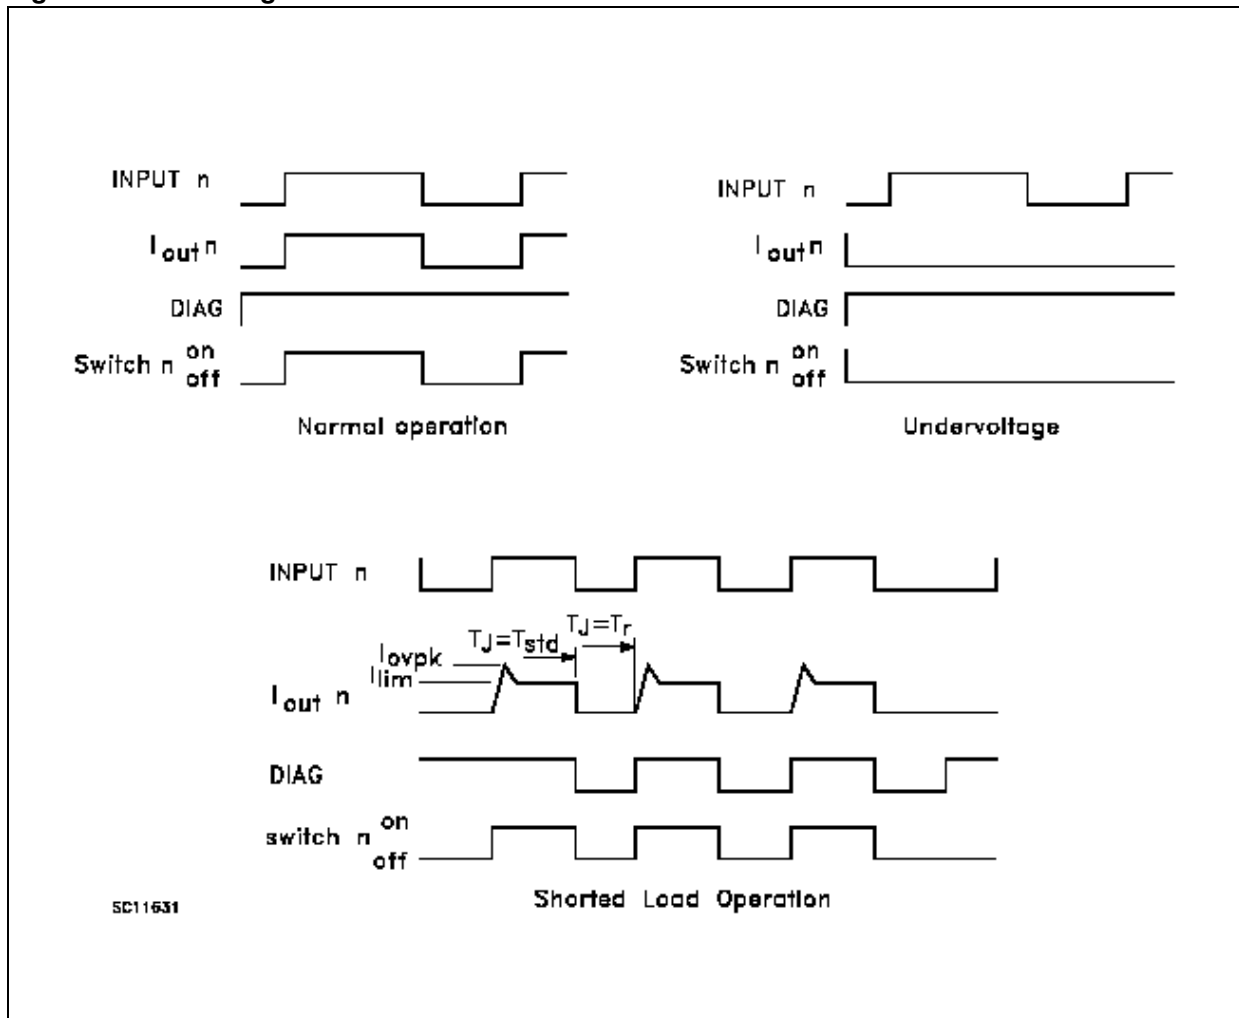 INPUT n
I out n
DIAG
Switch n on off
Normal operation
INPUT n
I out n
DIAG
Switch n on off
Undervoltage
INPUT n
TJ=Tstd
TJ=Tr
Iovpk
Ilim
I out n
DIAG
switch n on off
Shorted Load Operation
SC11631